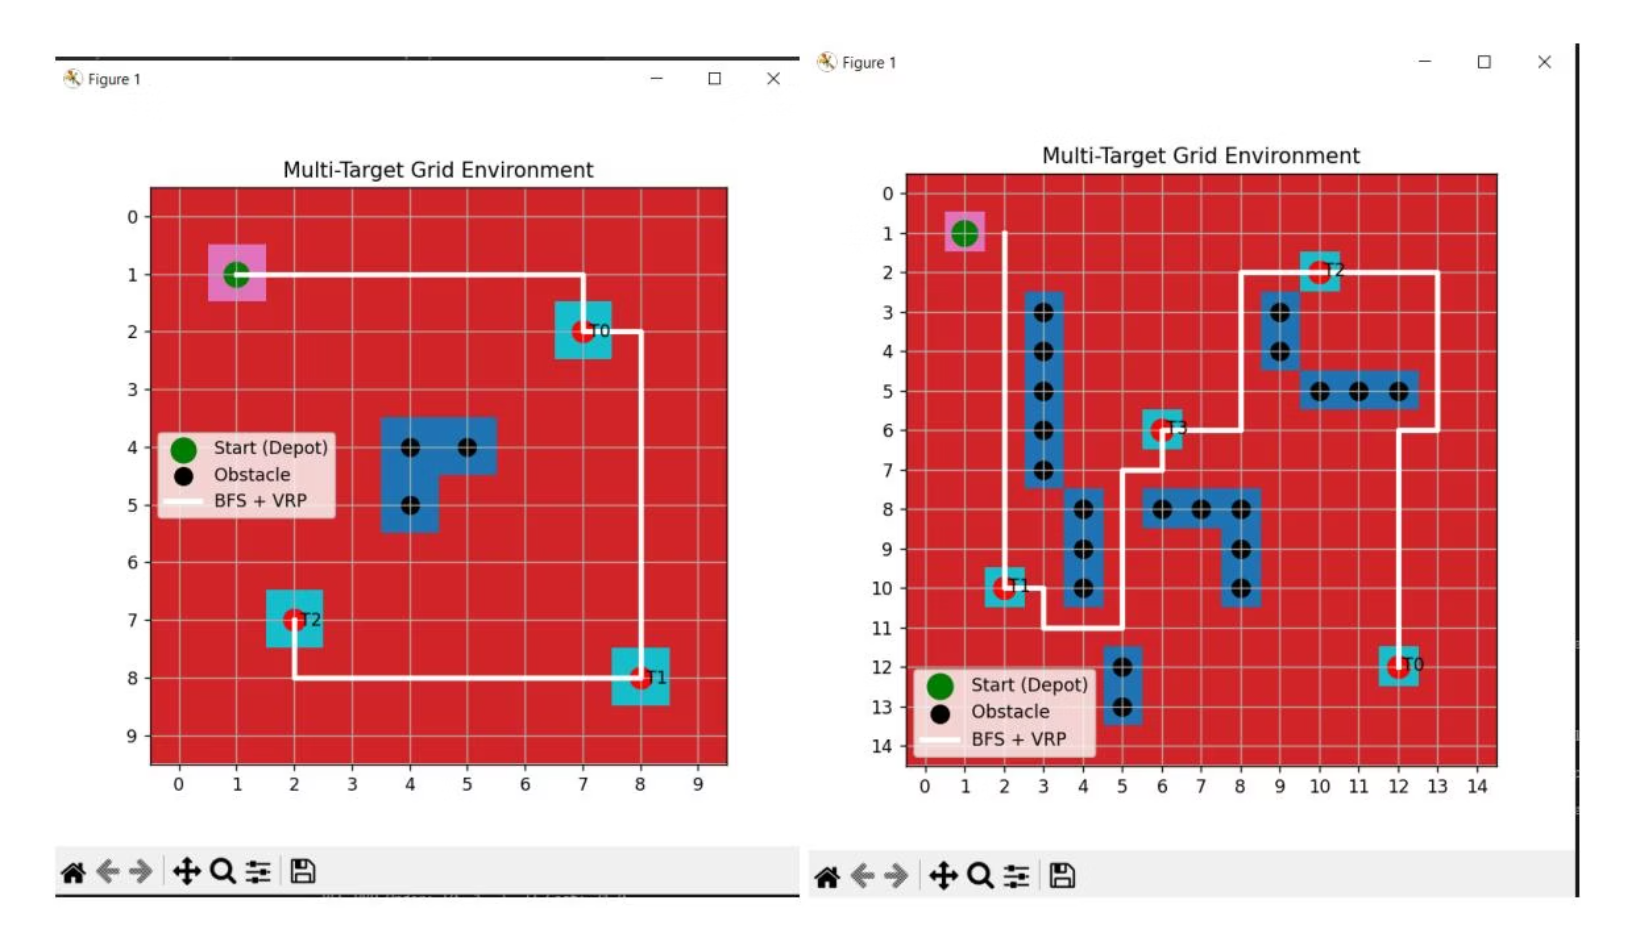 Figure 1
Multi-Target Grid Environment
0
1
T0
2
3
4
Start (Depot)
Obstacle
5
BFS + VRP
6
T2
7
T1
8
9
0 1 2 3 4 5 6 7 8 9
Figure 1
Multi-Target Grid Environment
0
1
T2
2
3
4
5
T3
6
7
8
9
T1
10
11
T0
12
Start (Depot)
Obstacle
13
BFS + VRP
14
0 1 2 3 4 5 6 7 8 9 10 11 12 13 14